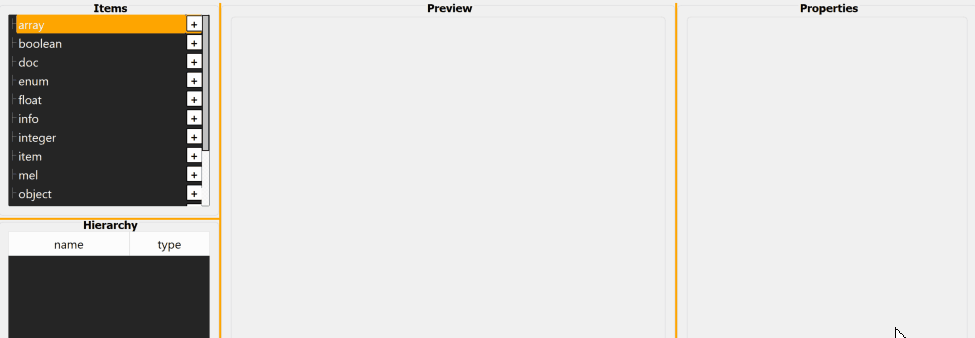 Items
array +
boolean +
doc +
enum +
float +
info +
integer +
item +
mel +
object +
Hierarchy
name type
Preview
Properties